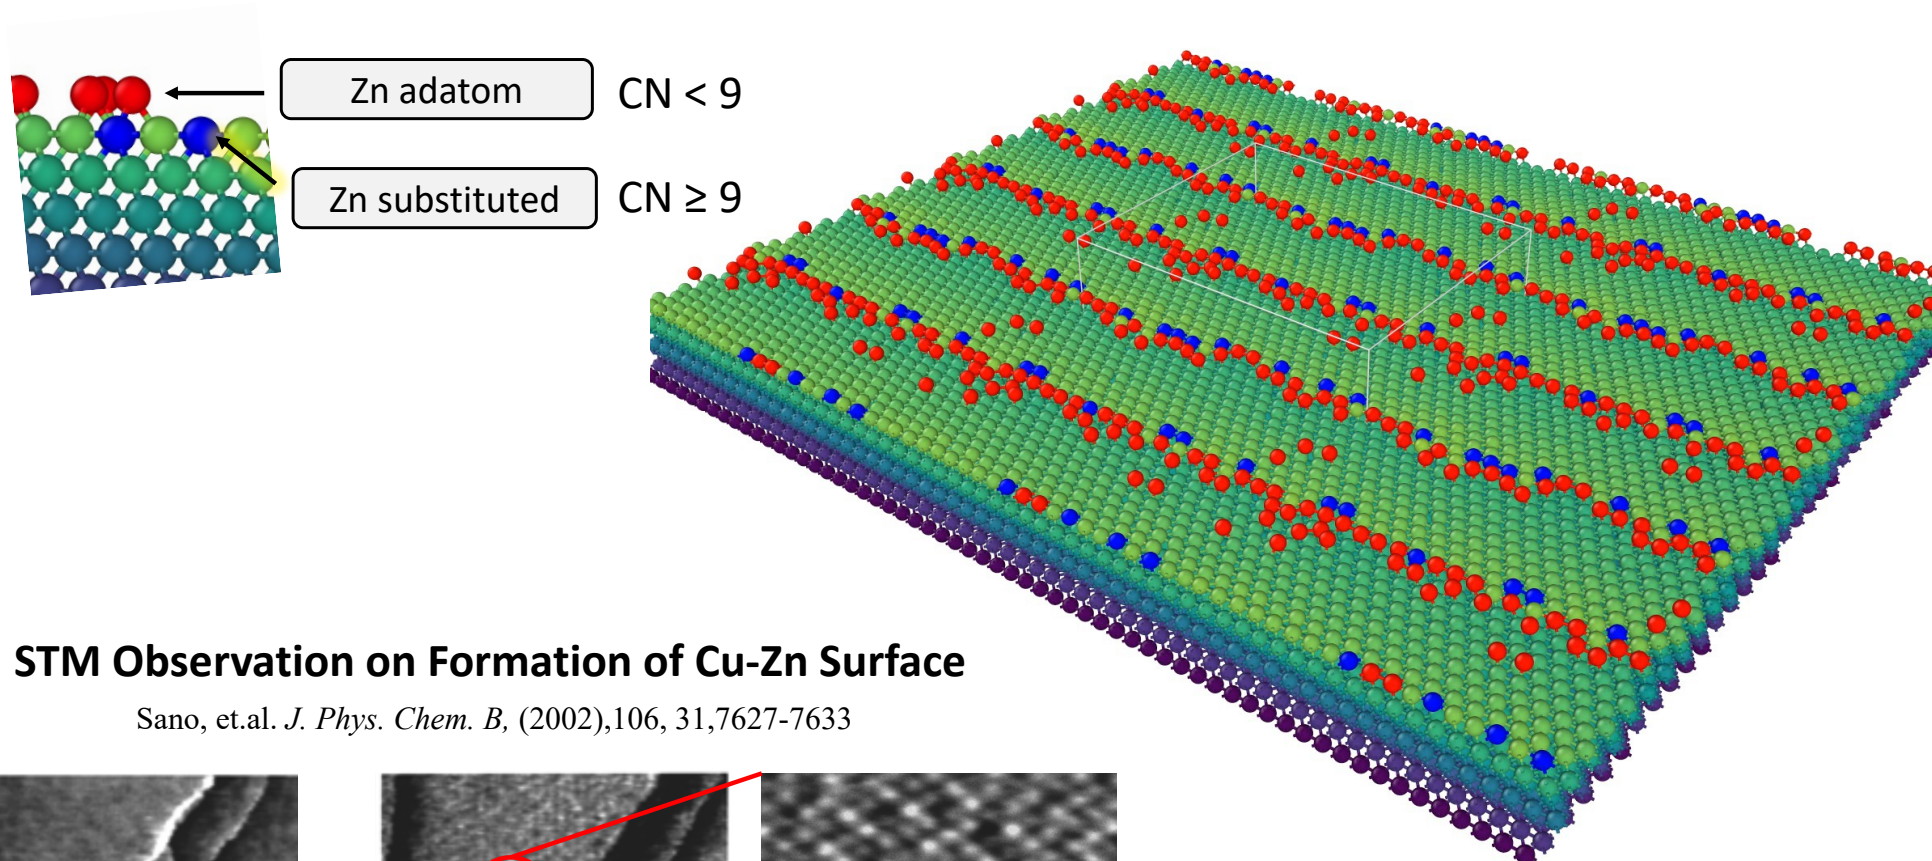 Zn adatom CN < 9
Zn substituted CN ≥ 9
STM Observation on Formation of Cu-Zn Surface
Sano, et.al. J. Phys. Chem. B, (2002),106, 31,7627-7633